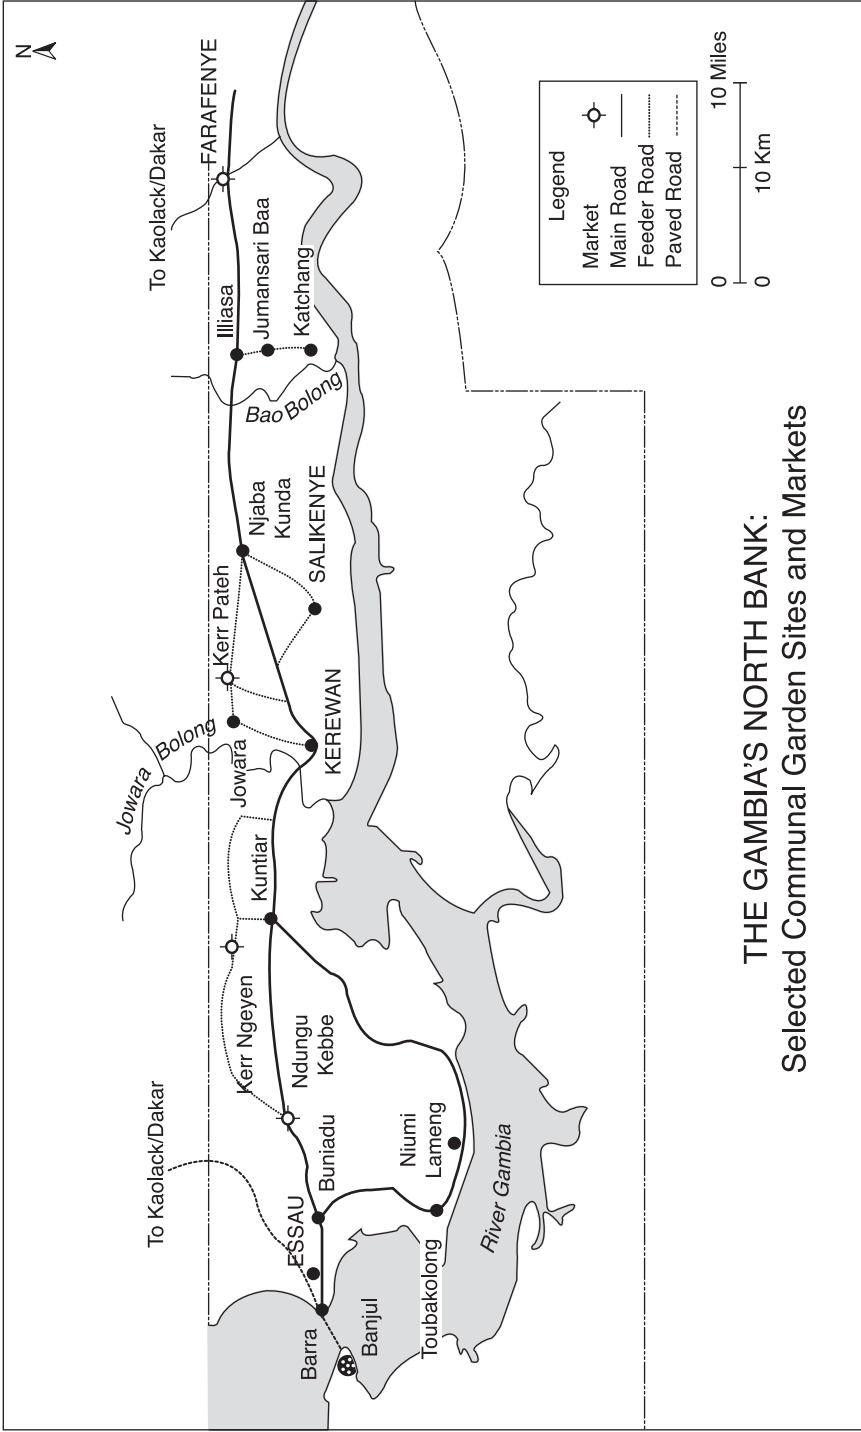 N
To Kaolack/Dakar
FARAFENYE
Illiasa
Jumansari Baa
Katchang
Bao Bolong
Njaba
Kunda
SALIKENYE
Kerr Pateh
Jowara Bolong
Jowara
KEREWAN
Kuntiar
Kerr Ngeyen
Ndungu
Kebbe
To Kaolack/Dakar
Buniadu
Niumi
Lameng
ESSAU
River Gambia
Toubakolong
Barra
Banjul
Legend
Market
Main Road
Feeder Road
Paved Road
0 10 Miles
0 10 Km
THE GAMBIA'S NORTH BANK:
Selected Communal Garden Sites and Markets